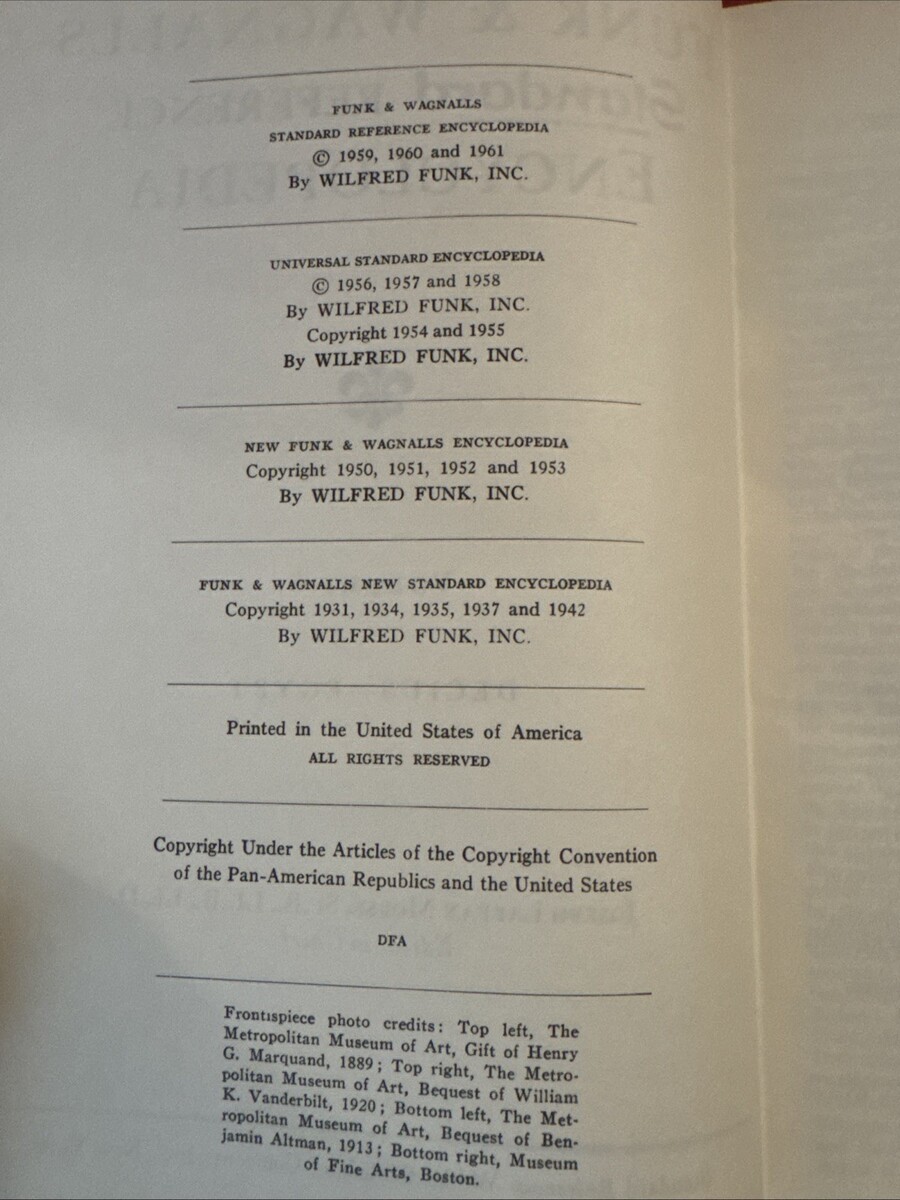 FUNK & WAGNALLS
STANDARD REFERENCE ENCYCLOPEDIA
© 1959, 1960 and 1961
By WILFRED FUNK, INC.
UNIVERSAL STANDARD ENCYCLOPEDIA
© 1956, 1957 and 1958
By WILFRED FUNK, INC.
Copyright 1954 and 1955
By WILFRED FUNK, INC.
NEW FUNK & WAGNALLS ENCYCLOPEDIA
Copyright 1950, 1951, 1952 and 1953
By WILFRED FUNK, INC.
FUNK & WAGNALLS NEW STANDARD ENCYCLOPEDIA
Copyright 1931, 1934, 1935, 1937 and 1942
By WILFRED FUNK, INC.
Printed in the United States of America
ALL RIGHTS RESERVED
Copyright Under the Articles of the Copyright Convention
of the Pan-American Republics and the United States
DFA
Frontispiece photo credits: Top left, The
Metropolitan Museum of Art, Gift of Henry
G. Marquand, 1889; Top right, The Metro-
politan Museum of Art, Bequest of William
K. Vanderbilt, 1920; Bottom left, The Met-
ropolitan Museum of Art, Bequest of Ben-
jamin Altman, 1913; Bottom right, Museum
of Fine Arts, Boston.